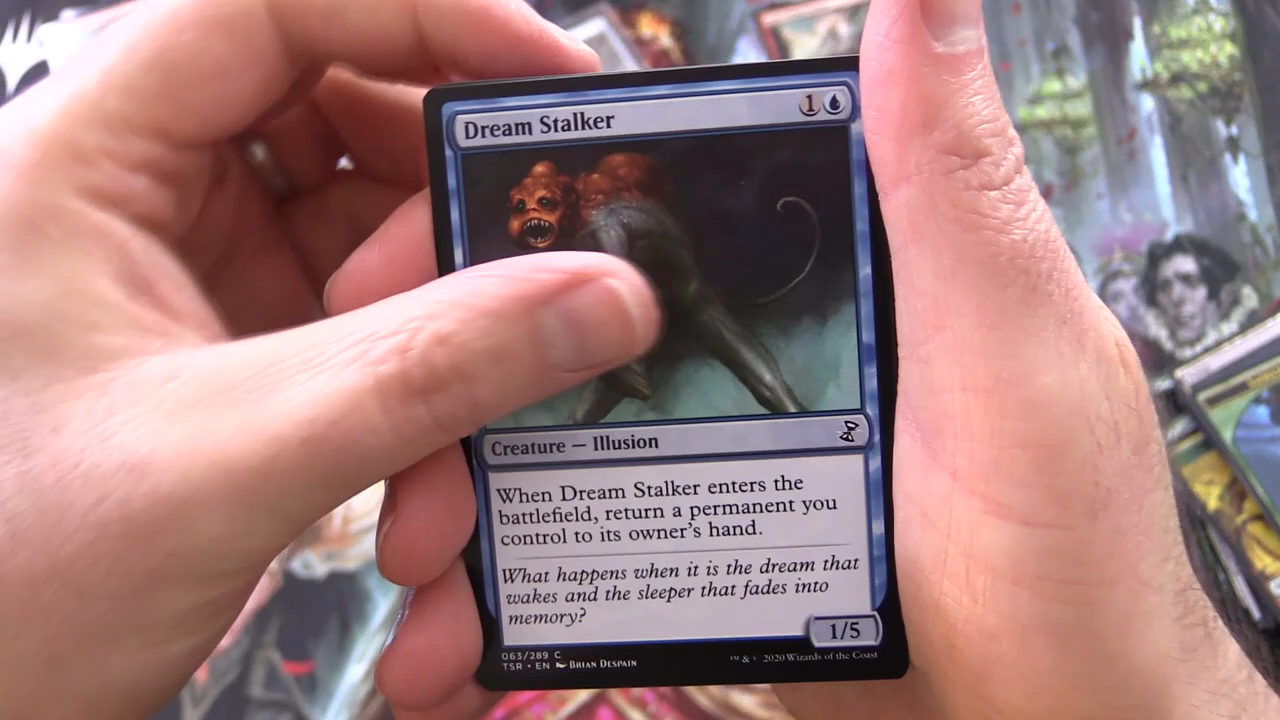 Dream Stalker 1
Creature — Illusion
When Dream Stalker enters the
battlefield, return a permanent you
control to its owner's hand.
What happens when it is the dream that
wakes and the sleeper that fades into
memory?
1/5
063/289 C
TSR • EN BRIAN DESPAIN
™ & © 2020 Wizards of the Coast